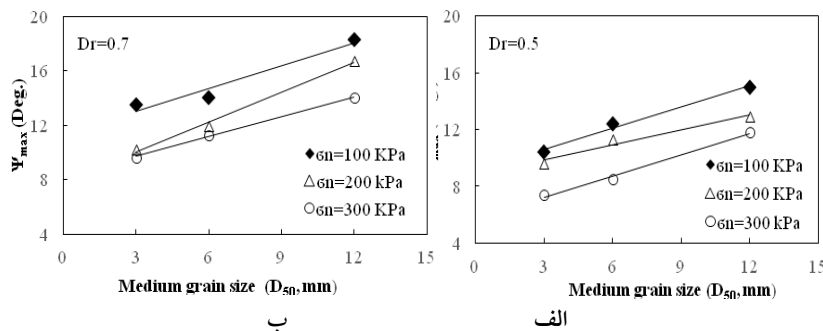 20
16
12
8
4
Ψmax (Deg.)
Dr=0.7
◆σn=100 KPa
△σn=200 kPa
○σn=300 KPa
0 3 6 9 12 15
Medium grain size (D50, mm)
ب
20
16
12
8
4
Dr=0.5
◆σn=100 KPa
△σn=200 KPa
○σn=300 kPa
0 3 6 9 12 15
Medium grain size (D50, mm)
الف